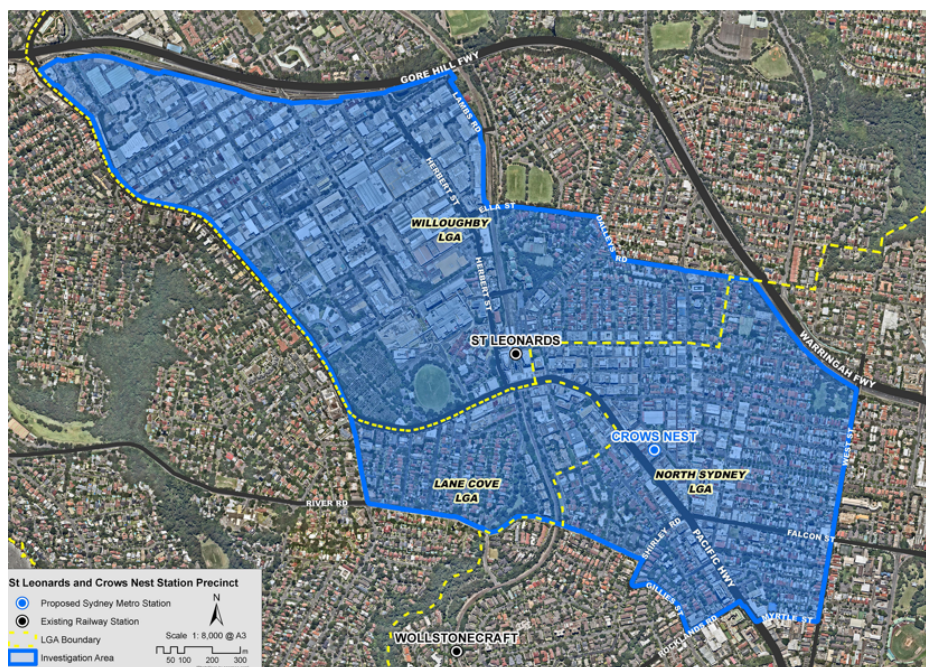 GORE HILL FWY
LAMBS RD
HERBERT ST
ELLA ST
WILLOUGHBY
LGA
DALLEYS RD
HERBERT ST
ST LEONARDS
WARRINGAH FWY
CROWS NEST
WEST ST
NORTH SYDNEY
LGA
LANE COVE
LGA
RIVER RD
SHIRLEY RD
PACIFIC HWY
FALCON ST
GILLIES ST
MYRTLE ST
ROCKLANDS RD
WOLLSTONECRAFT
St Leonards and Crows Nest Station Precinct
Proposed Sydney Metro Station
Existing Railway Station
LGA Boundary
Investigation Area
N
Scale 1: 8,000 @ A3
50 100 200 300
m